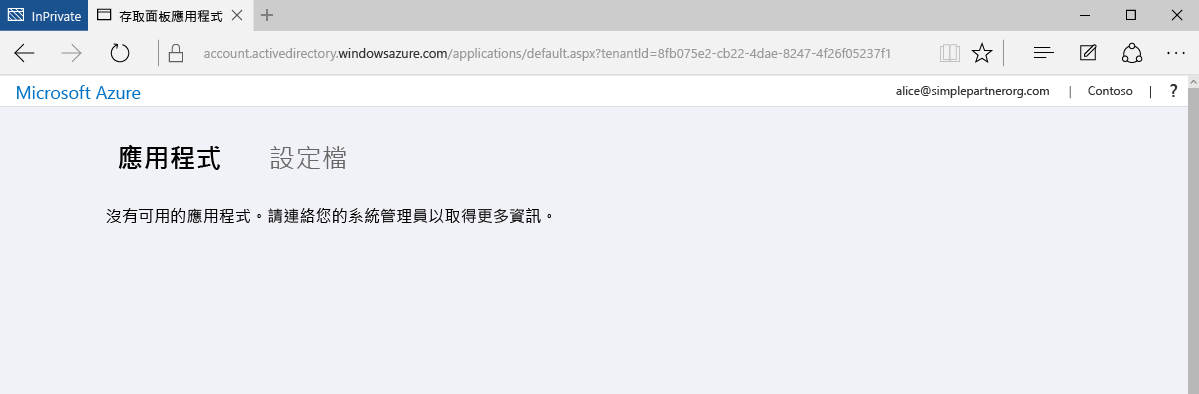 InPrivate
存取面板應用程式
account.activedirectory.windowsazure.com/applications/default.aspx?tenantId=8fb075e2-cb22-4dae-8247-4f26f05237f1
Microsoft Azure
alice@simplepartnerorg.com | Contoso | ?
應用程式 設定檔
沒有可用的應用程式。請連絡您的系統管理員以取得更多資訊。